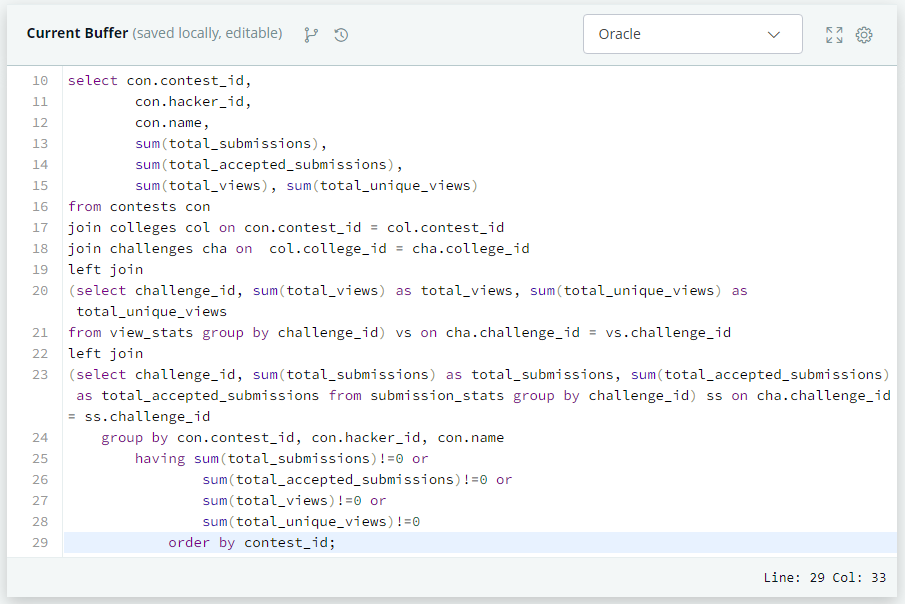 Current Buffer (saved locally, editable)
Oracle
10 select con.contest_id,
11 con.hacker_id,
12 con.name,
13 sum(total_submissions),
14 sum(total_accepted_submissions),
15 sum(total_views), sum(total_unique_views)
16 from contests con
17 join colleges col on con.contest_id = col.contest_id
18 join challenges cha on  col.college_id = cha.college_id
19 left join
20 (select challenge_id, sum(total_views) as total_views, sum(total_unique_views) as
total_unique_views
21 from view_stats group by challenge_id) vs on cha.challenge_id = vs.challenge_id
22 left join
23 (select challenge_id, sum(total_submissions) as total_submissions, sum(total_accepted_submissions)
as total_accepted_submissions from submission_stats group by challenge_id) ss on cha.challenge_id
= ss.challenge_id
24 group by con.contest_id, con.hacker_id, con.name
25 having sum(total_submissions)!=0 or
26 sum(total_accepted_submissions)!=0 or
27 sum(total_views)!=0 or
28 sum(total_unique_views)!=0
29 order by contest_id;
Line: 29 Col: 33